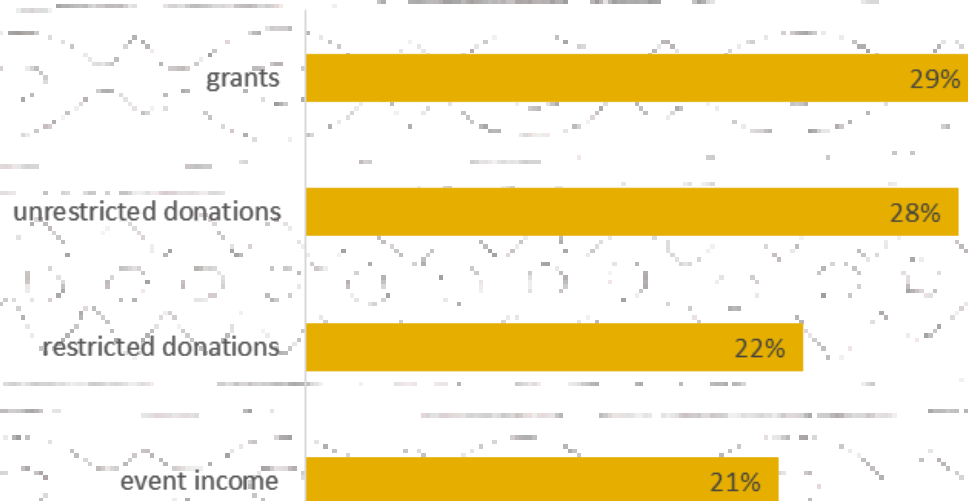 grants 29%
unrestricted donations 28%
restricted donations 22%
event income 21%